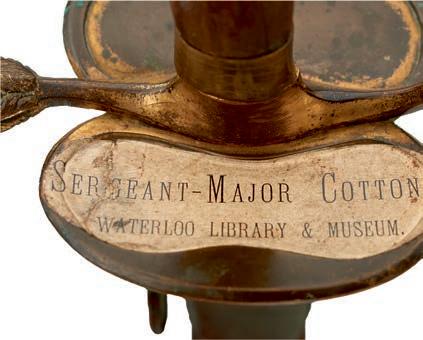 Sergeant-Major Cotton
Waterloo Library & Museum.